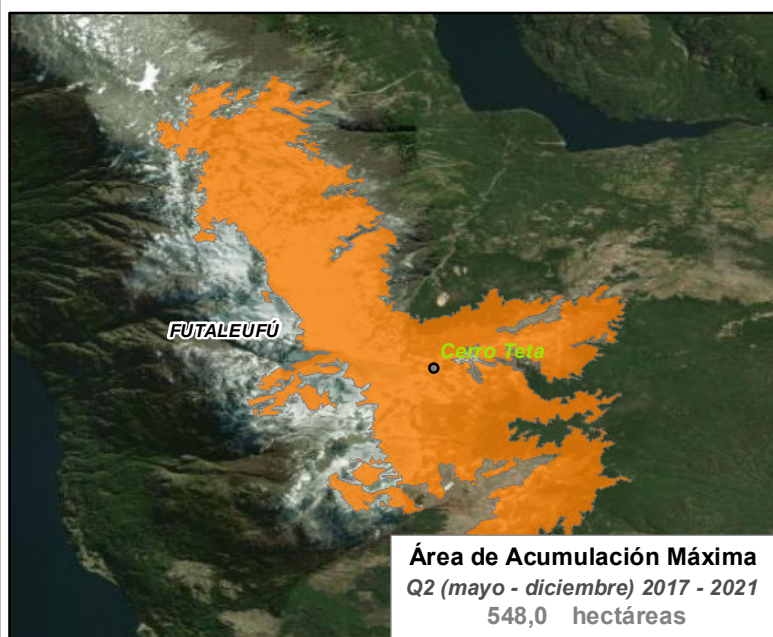 FUTALEUFÚ
Cerro Teta
Área de Acumulación Máxima
Q2 (mayo - diciembre) 2017 - 2021
548,0 hectáreas